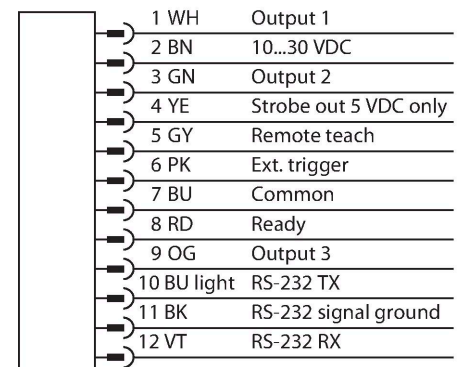 1 WH Output 1
2 BN 10...30 VDC
3 GN Output 2
4 YE Strobe out 5 VDC only
5 GY Remote teach
6 PK Ext. trigger
7 BU Common
8 RD Ready
9 OG Output 3
10 BU light RS-232 TX
11 BK RS-232 signal ground
12 VT RS-232 RX